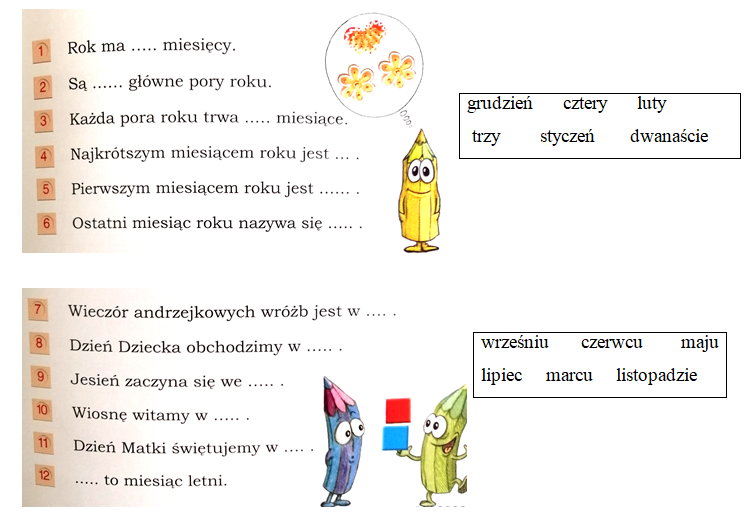 1 Rok ma ..... miesięcy.
2 Są ...... główne pory roku.
3 Każda pora roku trwa ..... miesiące.
4 Najkrótszym miesiącem roku jest ... .
5 Pierwszym miesiącem roku jest ...... .
6 Ostatni miesiąc roku nazywa się ..... .
grudzień cztery luty
trzy styczeń dwanaście
7 Wieczór andrzejkowych wróżb jest w .... .
8 Dzień Dziecka obchodzimy w ..... .
9 Jesień zaczyna się we ..... .
10 Wiosnę witamy w ..... .
11 Dzień Matki świętujemy w .... .
12 ..... to miesiąc letni.
wrześniu czerwcu maju
lipiec marcu listopadzie